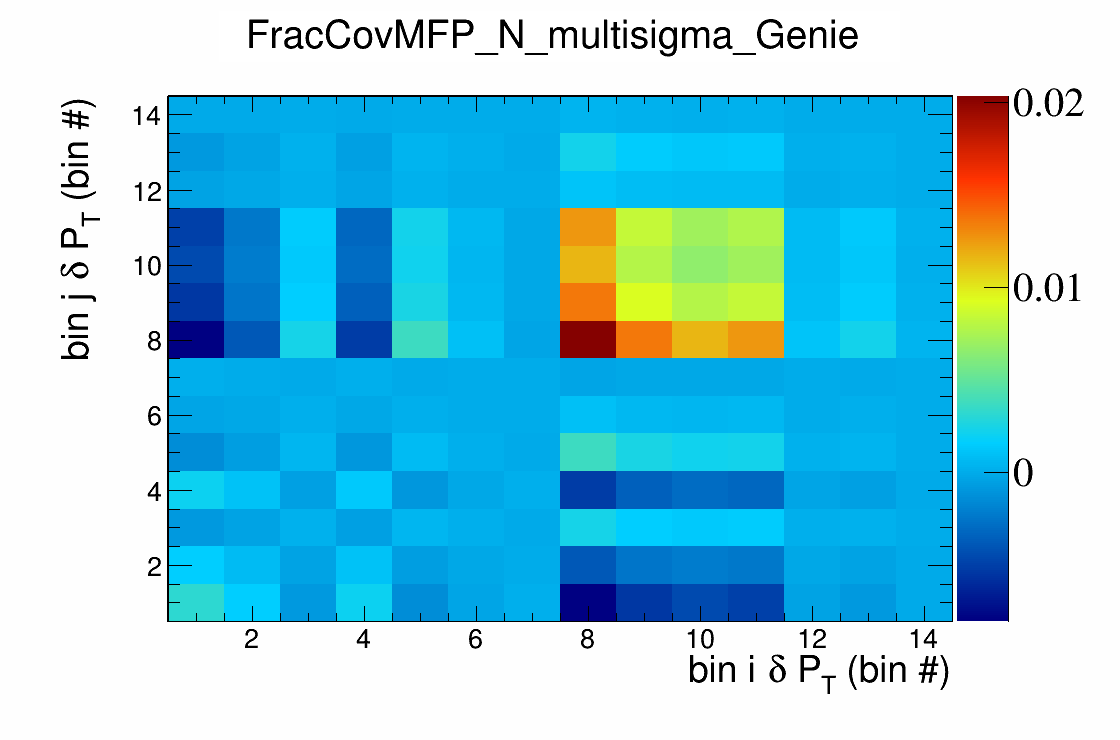 FracCovMFP_N_multisigma_Genie
bin j δ P_T (bin #)
14
12
10
8
6
4
2
2 4 6 8 10 12 14
bin i δ P_T (bin #)
0.02
0.01
0